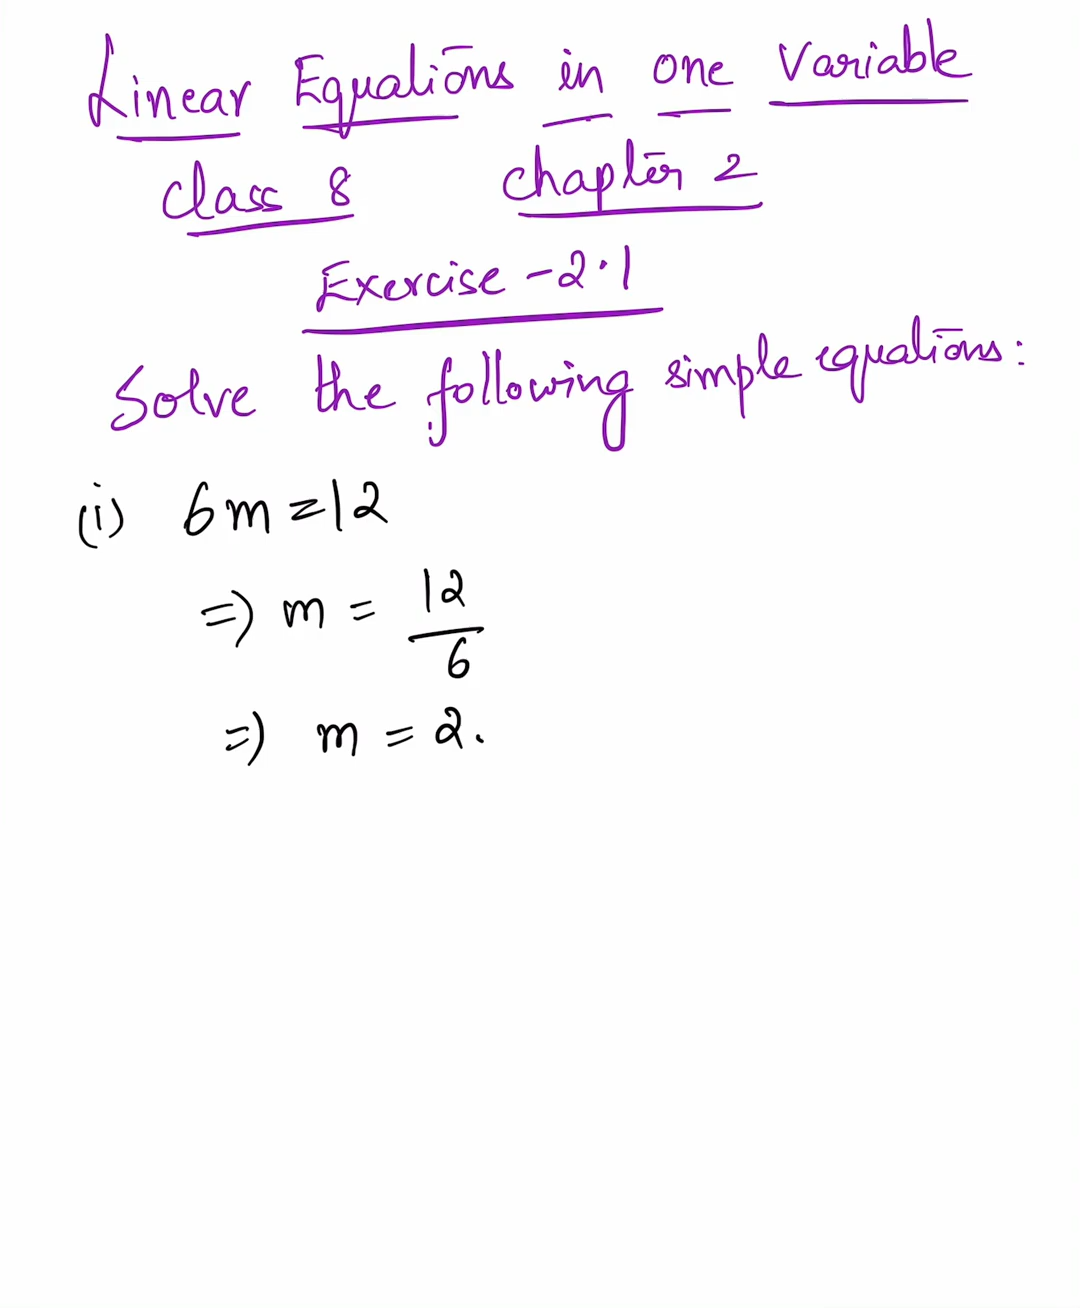 Linear Equations in one Variable
class 8 chapter 2
Exercise - 2.1
Solve the following simple equations:
(i) 6m = 12
=) m = 12/6
=) m = 2.